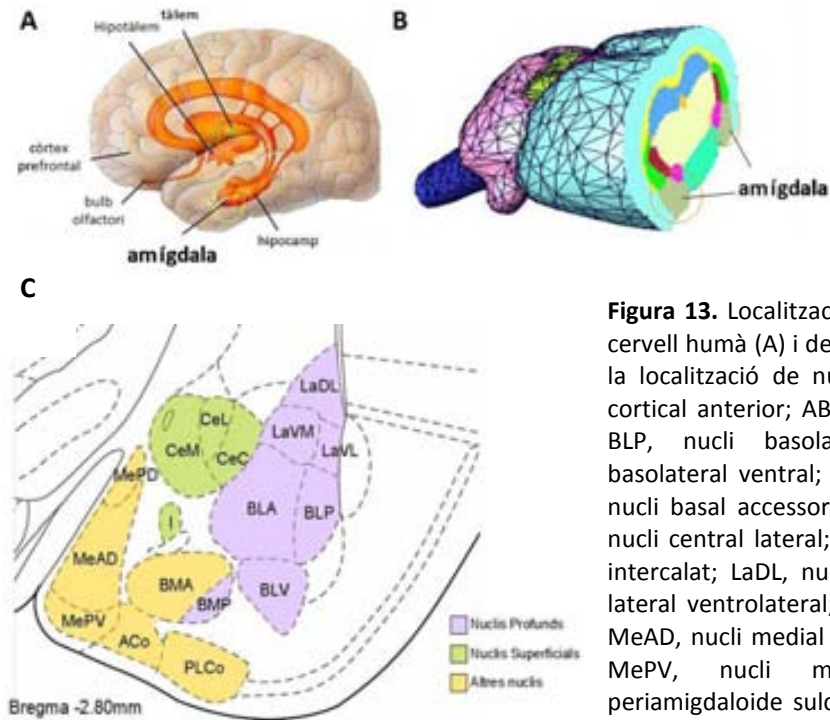 A
tàlem
Hipotàlem
còrtex
prefrontal
bulb
olfactori
amígdala
hipocamp
B
amígdala
C
LaDL
CeL
LaVM
CeM
CeC
LaVL
MePD
BLA
BLP
I
MeAD
BMA
BMP
BLV
MePV
ACo
PLCo
Nuclis Profunds
Nuclis Superficials
Altres nuclis
Bregma -2.80mm
Figura 13. Localitzac
cervell humà (A) i de
la localització de nu
cortical anterior; AB
BLP, nucli basola
basolateral ventral;
nucli basal accessor
nucli central lateral;
intercalat; LaDL, nu
lateral ventrolateral,
MeAD, nucli medial
MePV, nucli m
periamigdaloide sulc